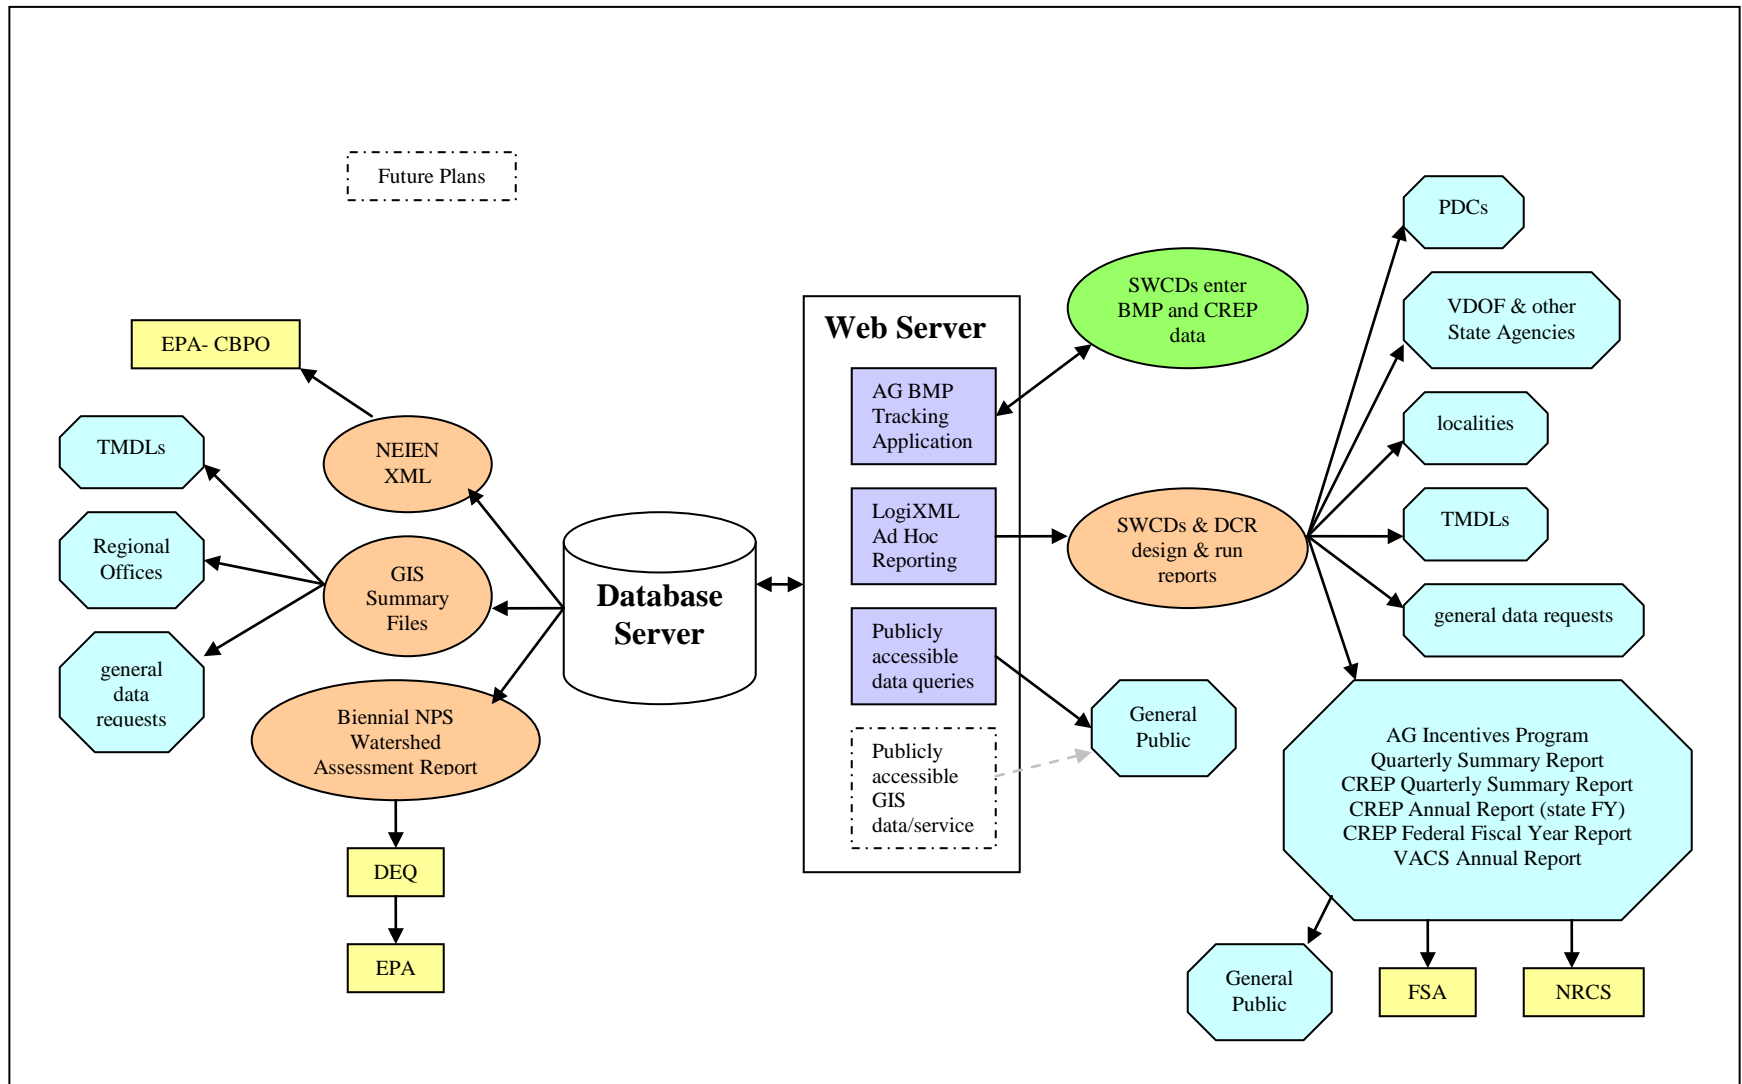 Future Plans
EPA- CBPO
TMDLs
NEIEN
XML
Regional
Offices
GIS
Summary
Files
general
data
requests
Biennial NPS
Watershed
Assessment Report
DEQ
EPA
Database
Server
Web Server
AG BMP
Tracking
Application
LogiXML
Ad Hoc
Reporting
Publicly
accessible
data queries
Publicly
accessible
GIS
data/service
SWCDs enter
BMP and CREP
data
SWCDs & DCR
design & run
reports
General
Public
PDCs
VDOF & other
State Agencies
localities
TMDLs
general data requests
AG Incentives Program
Quarterly Summary Report
CREP Quarterly Summary Report
CREP Annual Report (state FY)
CREP Federal Fiscal Year Report
VACS Annual Report
General
Public
FSA
NRCS